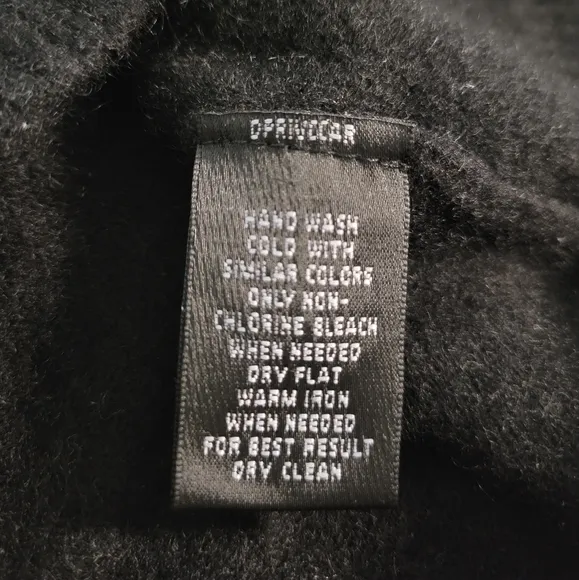 HAND WASH
COLD WITH
SIMILAR COLORS
ONLY NON-
CHLORINE BLEACH
WHEN NEEDED
DRY FLAT
WARM IRON
WHEN NEEDED
FOR BEST RESULT
DRY CLEAN